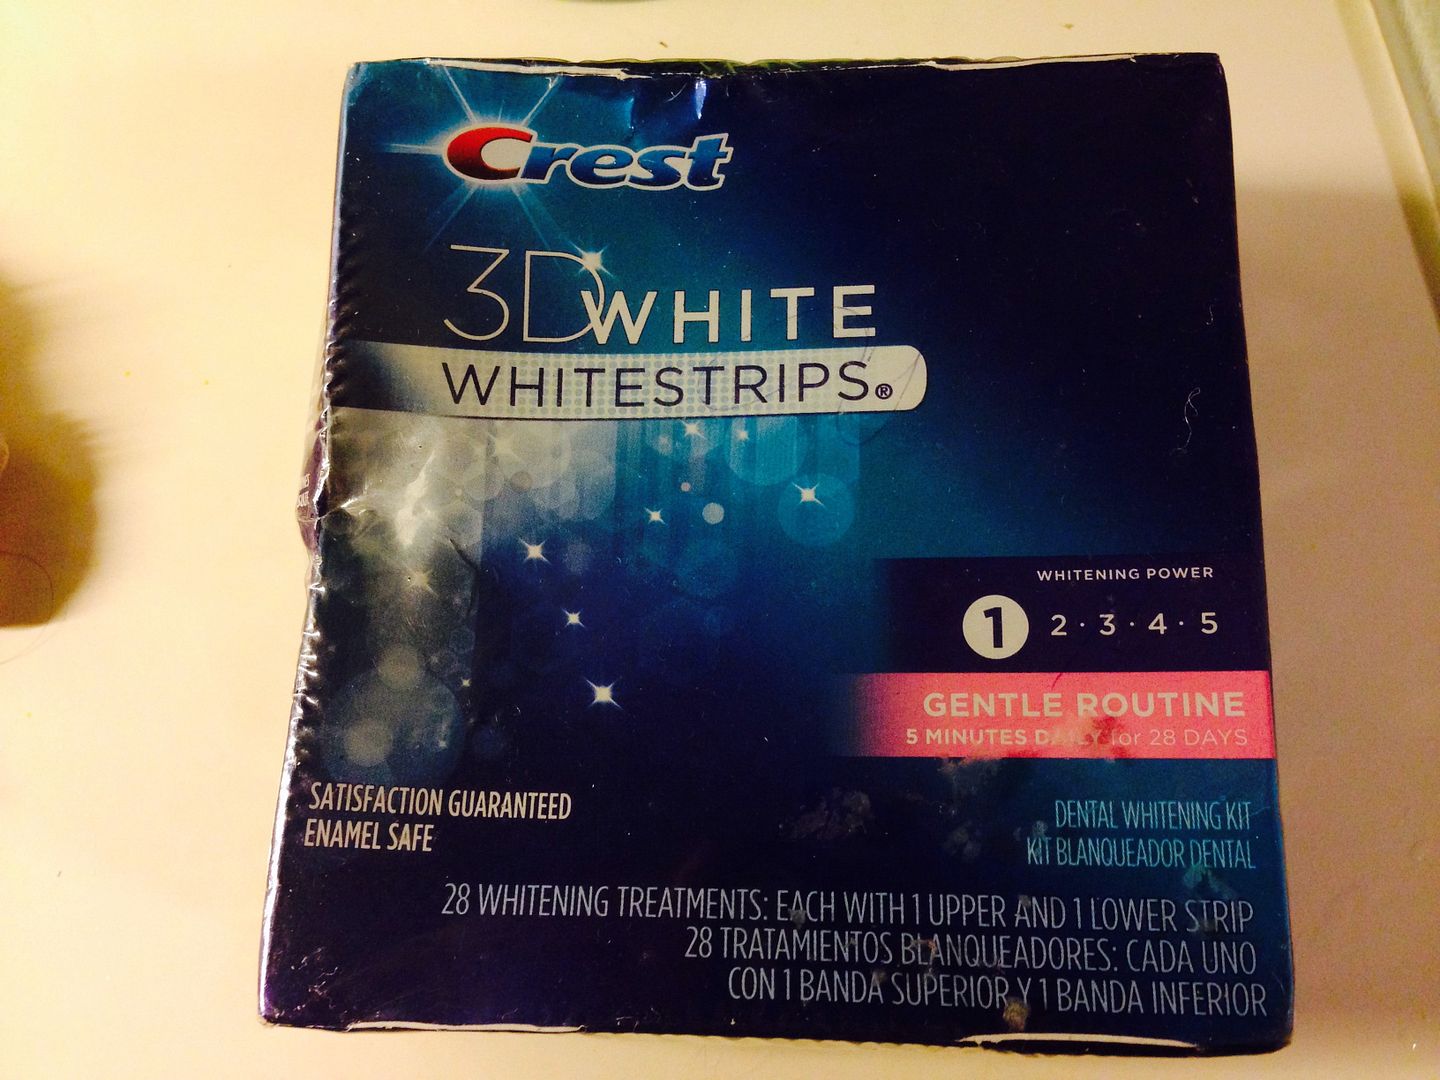 Crest
3D WHITE
WHITESTRIPS®
WHITENING POWER
1 2 · 3 · 4 · 5
GENTLE ROUTINE
5 MINUTES DAILY for 28 DAYS
SATISFACTION GUARANTEED
ENAMEL SAFE
DENTAL WHITENING KIT
KIT BLANQUEADOR DENTAL
28 WHITENING TREATMENTS: EACH WITH 1 UPPER AND 1 LOWER STRIP
28 TRATAMIENTOS BLANQUEADORES: CADA UNO
CON 1 BANDA SUPERIOR Y 1 BANDA INFERIOR